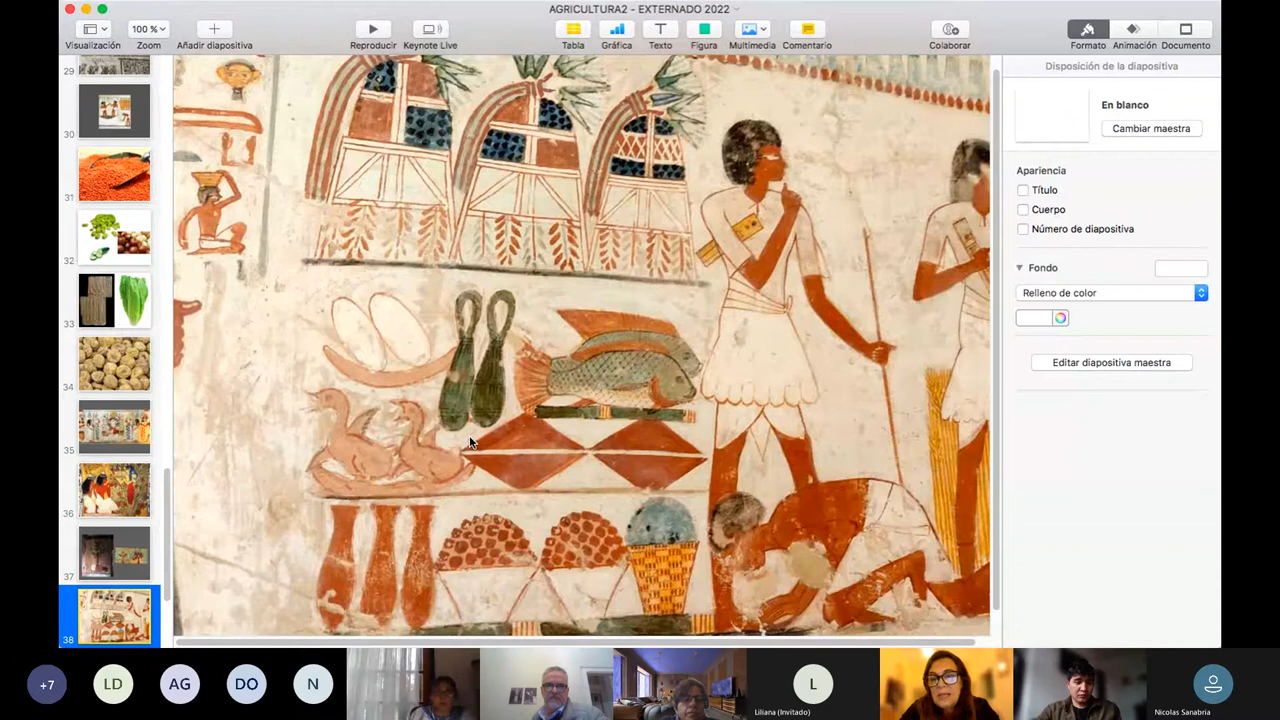 AGRICULTURA2 - EXTERNADO 2022
100 %
Visualización Zoom Añadir diapositiva Reproducir Keynote Live Tabla Gráfica Texto Figura Multimedia Comentario Colaborar Formato Animación Documento
29
30
31
32
33
34
35
36
37
38
Disposición de la diapositiva
En blanco
Cambiar maestra
Apariencia
Título
Cuerpo
Número de diapositiva
Fondo
Relleno de color
Editar diapositiva maestra
+7 LD AG DO N L
Liliana (Invitado)
Nicolas Sanabria